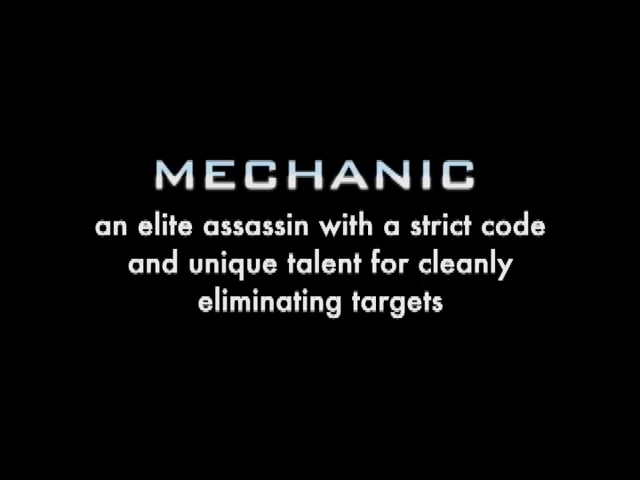 MECHANIC
an elite assassin with a strict code
and unique talent for cleanly
eliminating targets